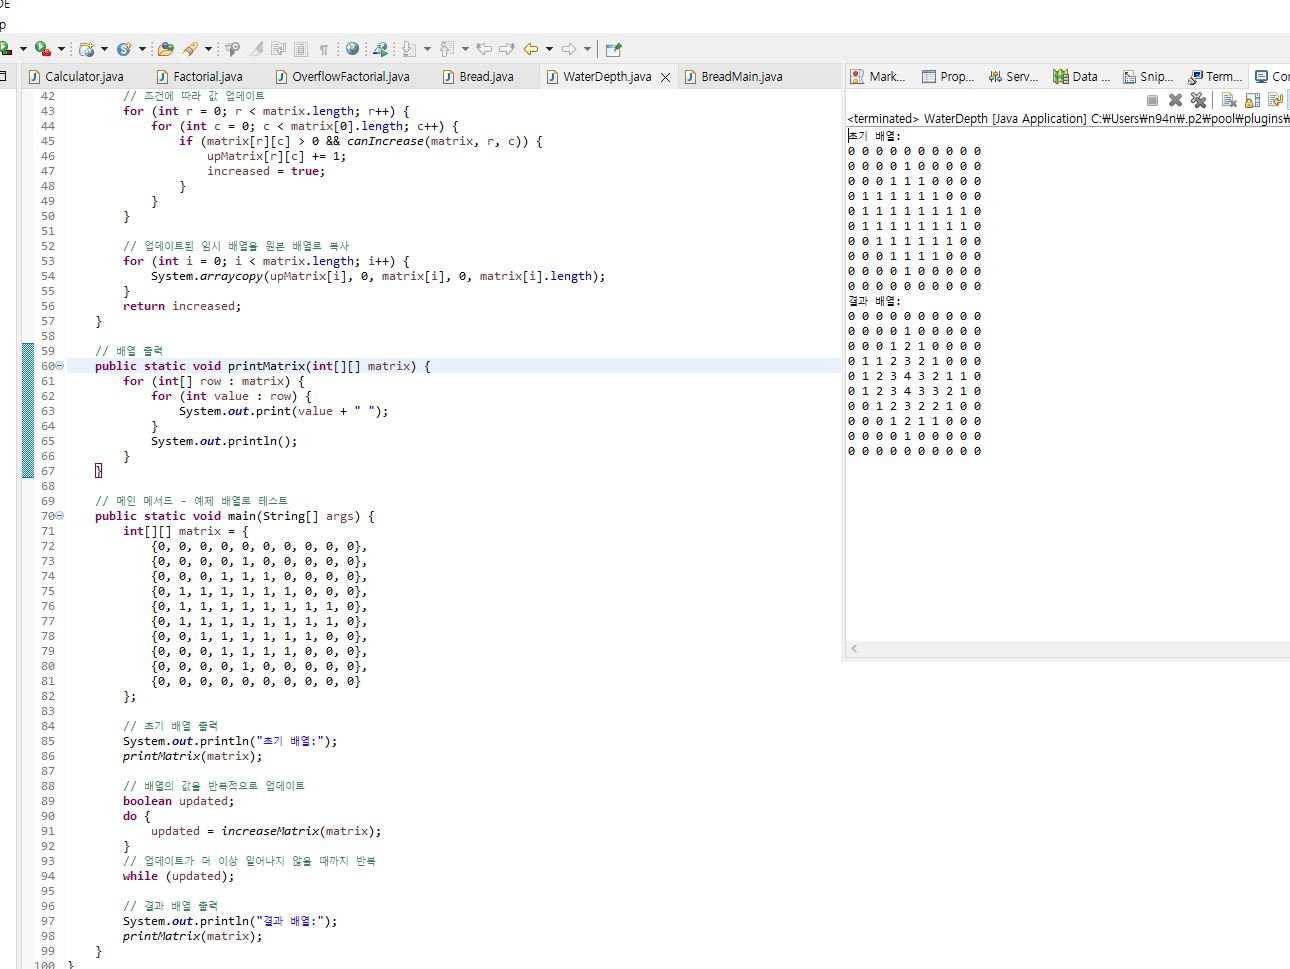 DE
p
Calculator.java
Factorial.java
OverflowFactorial.java
Bread.java
WaterDepth.java
BreadMain.java
42 // 조건에 따라 값 업데이트
43 for (int r = 0; r < matrix.length; r++) {
44 for (int c = 0; c < matrix[0].length; c++) {
45 if (matrix[r][c] > 0 && canIncrease(matrix, r, c)) {
46 upMatrix[r][c] += 1;
47 increased = true;
48 }
49 }
50 }
51
52 // 업데이트된 임시 배열을 원본 배열로 복사
53 for (int i = 0; i < matrix.length; i++) {
54 System.arraycopy(upMatrix[i], 0, matrix[i], 0, matrix[i].length);
55 }
56 return increased;
57 }
58
59 // 배열 출력
60 public static void printMatrix(int[][] matrix) {
61 for (int[] row : matrix) {
62 for (int value : row) {
63 System.out.print(value + " ");
64 }
65 System.out.println();
66 }
67 }
68
69 // 메인 메서드 - 예제 배열로 테스트
70 public static void main(String[] args) {
71 int[][] matrix = {
72 {0, 0, 0, 0, 0, 0, 0, 0, 0, 0},
73 {0, 0, 0, 0, 1, 0, 0, 0, 0, 0},
74 {0, 0, 0, 1, 1, 1, 0, 0, 0, 0},
75 {0, 1, 1, 1, 1, 1, 1, 0, 0, 0},
76 {0, 1, 1, 1, 1, 1, 1, 1, 1, 0},
77 {0, 1, 1, 1, 1, 1, 1, 1, 1, 0},
78 {0, 0, 1, 1, 1, 1, 1, 1, 0, 0},
79 {0, 0, 0, 1, 1, 1, 1, 0, 0, 0},
80 {0, 0, 0, 0, 1, 0, 0, 0, 0, 0},
81 {0, 0, 0, 0, 0, 0, 0, 0, 0, 0}
82 };
83
84 // 초기 배열 출력
85 System.out.println("초기 배열:");
86 printMatrix(matrix);
87
88 // 배열의 값을 반복적으로 업데이트
89 boolean updated;
90 do {
91 updated = increaseMatrix(matrix);
92 }
93 // 업데이트가 더 이상 일어나지 않을 때까지 반복
94 while (updated);
95
96 // 결과 배열 출력
97 System.out.println("결과 배열:");
98 printMatrix(matrix);
99 }
100 }
Mark... Prop... Serv... Data ... Snip... Term... Co
<terminated> WaterDepth [Java Application] C:₩Users₩n94n₩.p2₩pool₩plugins₩
초기 배열:
0 0 0 0 0 0 0 0 0 0
0 0 0 0 1 0 0 0 0 0
0 0 0 1 1 1 0 0 0 0
0 1 1 1 1 1 1 0 0 0
0 1 1 1 1 1 1 1 1 0
0 1 1 1 1 1 1 1 1 0
0 0 1 1 1 1 1 1 0 0
0 0 0 1 1 1 1 0 0 0
0 0 0 0 1 0 0 0 0 0
0 0 0 0 0 0 0 0 0 0
결과 배열:
0 0 0 0 0 0 0 0 0 0
0 0 0 0 1 0 0 0 0 0
0 0 0 1 2 1 0 0 0 0
0 1 1 2 3 2 1 0 0 0
0 1 2 3 4 3 2 1 1 0
0 1 2 3 4 3 3 2 1 0
0 0 1 2 3 2 2 1 0 0
0 0 0 1 2 1 1 0 0 0
0 0 0 0 1 0 0 0 0 0
0 0 0 0 0 0 0 0 0 0